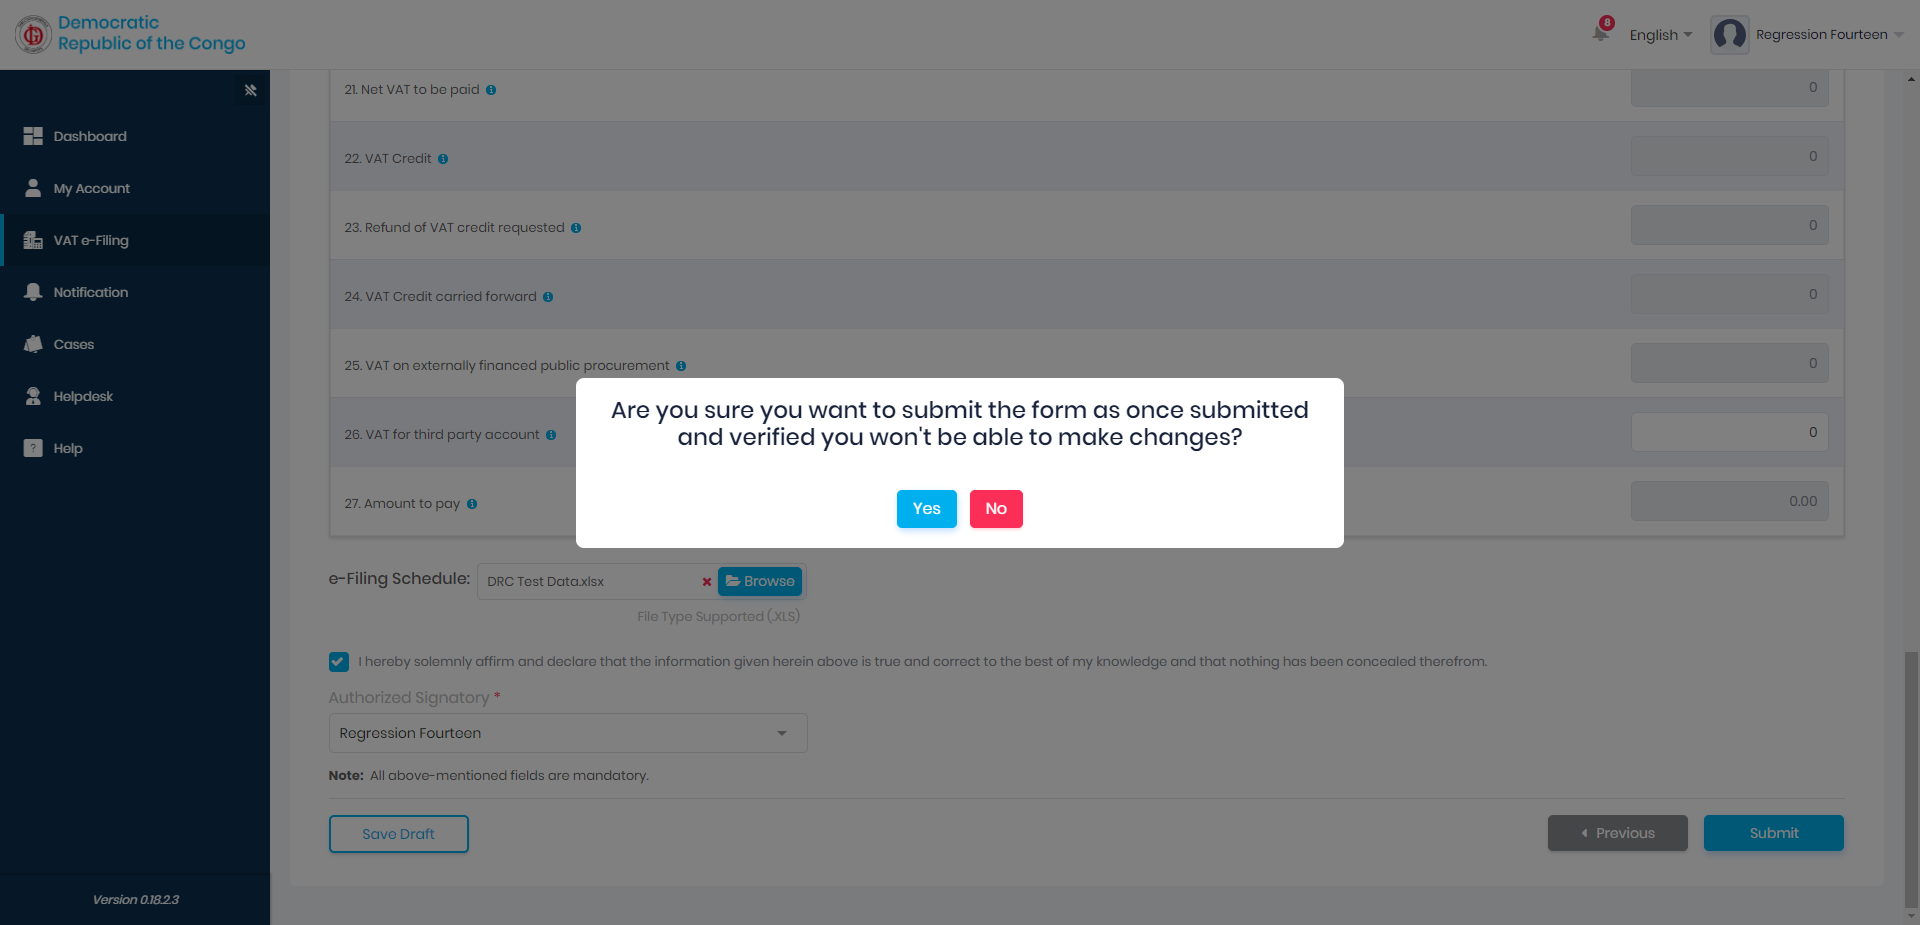 Democratic
Republic of the Congo
8
English
Regression Fourteen
Dashboard
My Account
VAT e-Filing
Notification
Cases
Helpdesk
? Help
Version 0.18.2.3
21. Net VAT to be paid
0
22. VAT Credit
0
23. Refund of VAT credit requested
0
24. VAT Credit carried forward
0
25. VAT on externally financed public procurement
0
26. VAT for third party account
0
27. Amount to pay
0.00
Are you sure you want to submit the form as once submitted
and verified you won't be able to make changes?
Yes
No
e-Filing Schedule:
DRC Test Data.xlsx
Browse
File Type Supported (.XLS)
I hereby solemnly affirm and declare that the information given herein above is true and correct to the best of my knowledge and that nothing has been concealed therefrom.
Authorized Signatory *
Regression Fourteen
Note: All above-mentioned fields are mandatory.
Save Draft
Previous
Submit